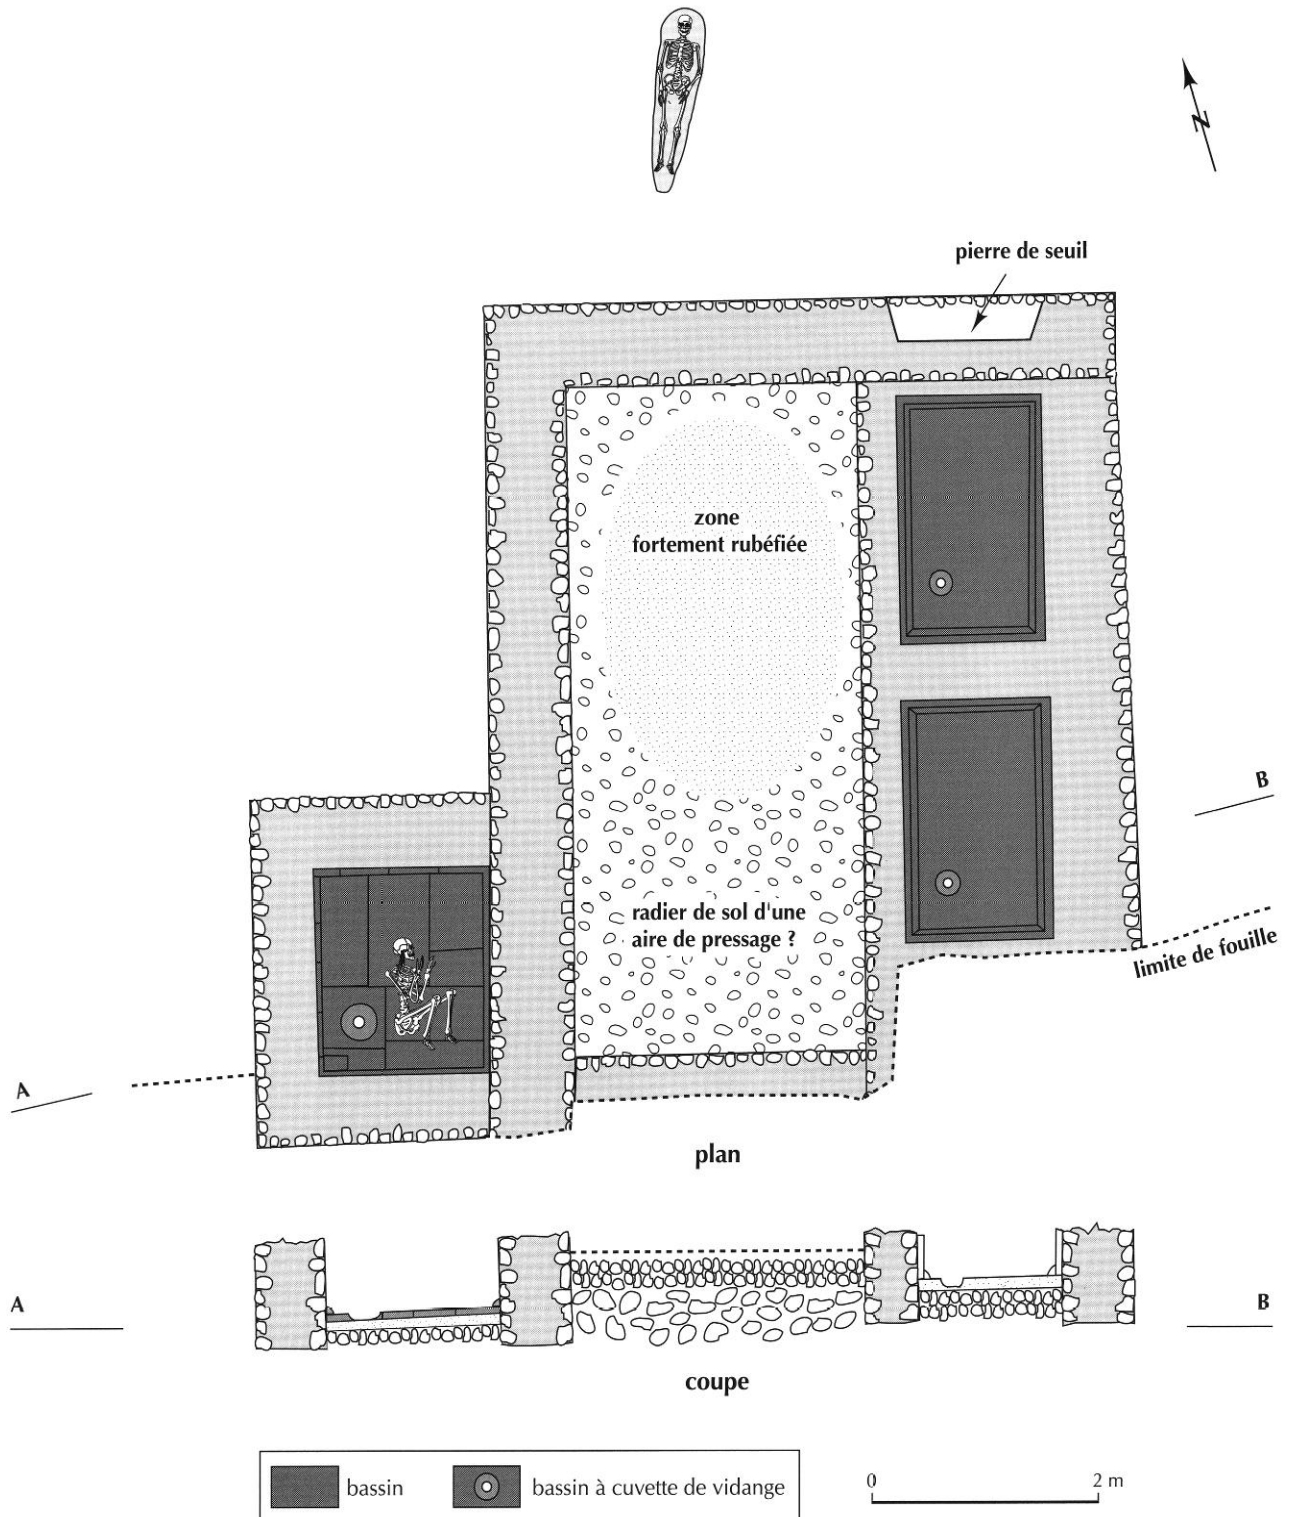 N
pierre de seuil
zone
fortement rubéfiée
B
radier de sol d'une
aire de pressage ?
limite de fouille
A
plan
A
B
coupe
bassin
bassin à cuvette de vidange
0 2 m